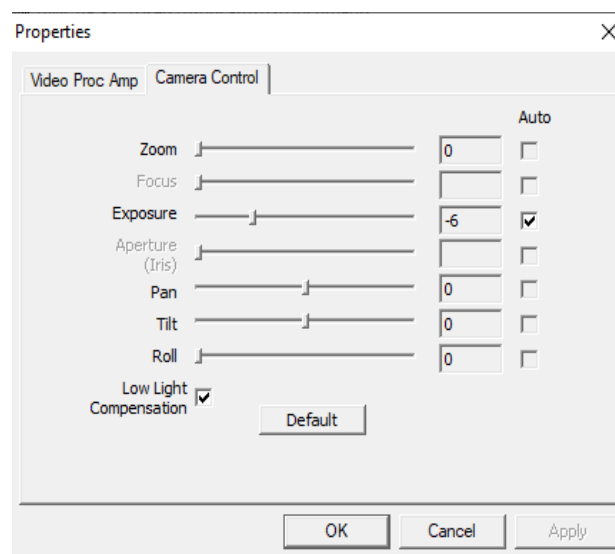 Properties
Video Proc Amp Camera Control
Auto
Zoom 0
Focus
Exposure -6
Aperture
(Iris)
Pan 0
Tilt 0
Roll 0
Low Light
Compensation
Default
OK Cancel Apply